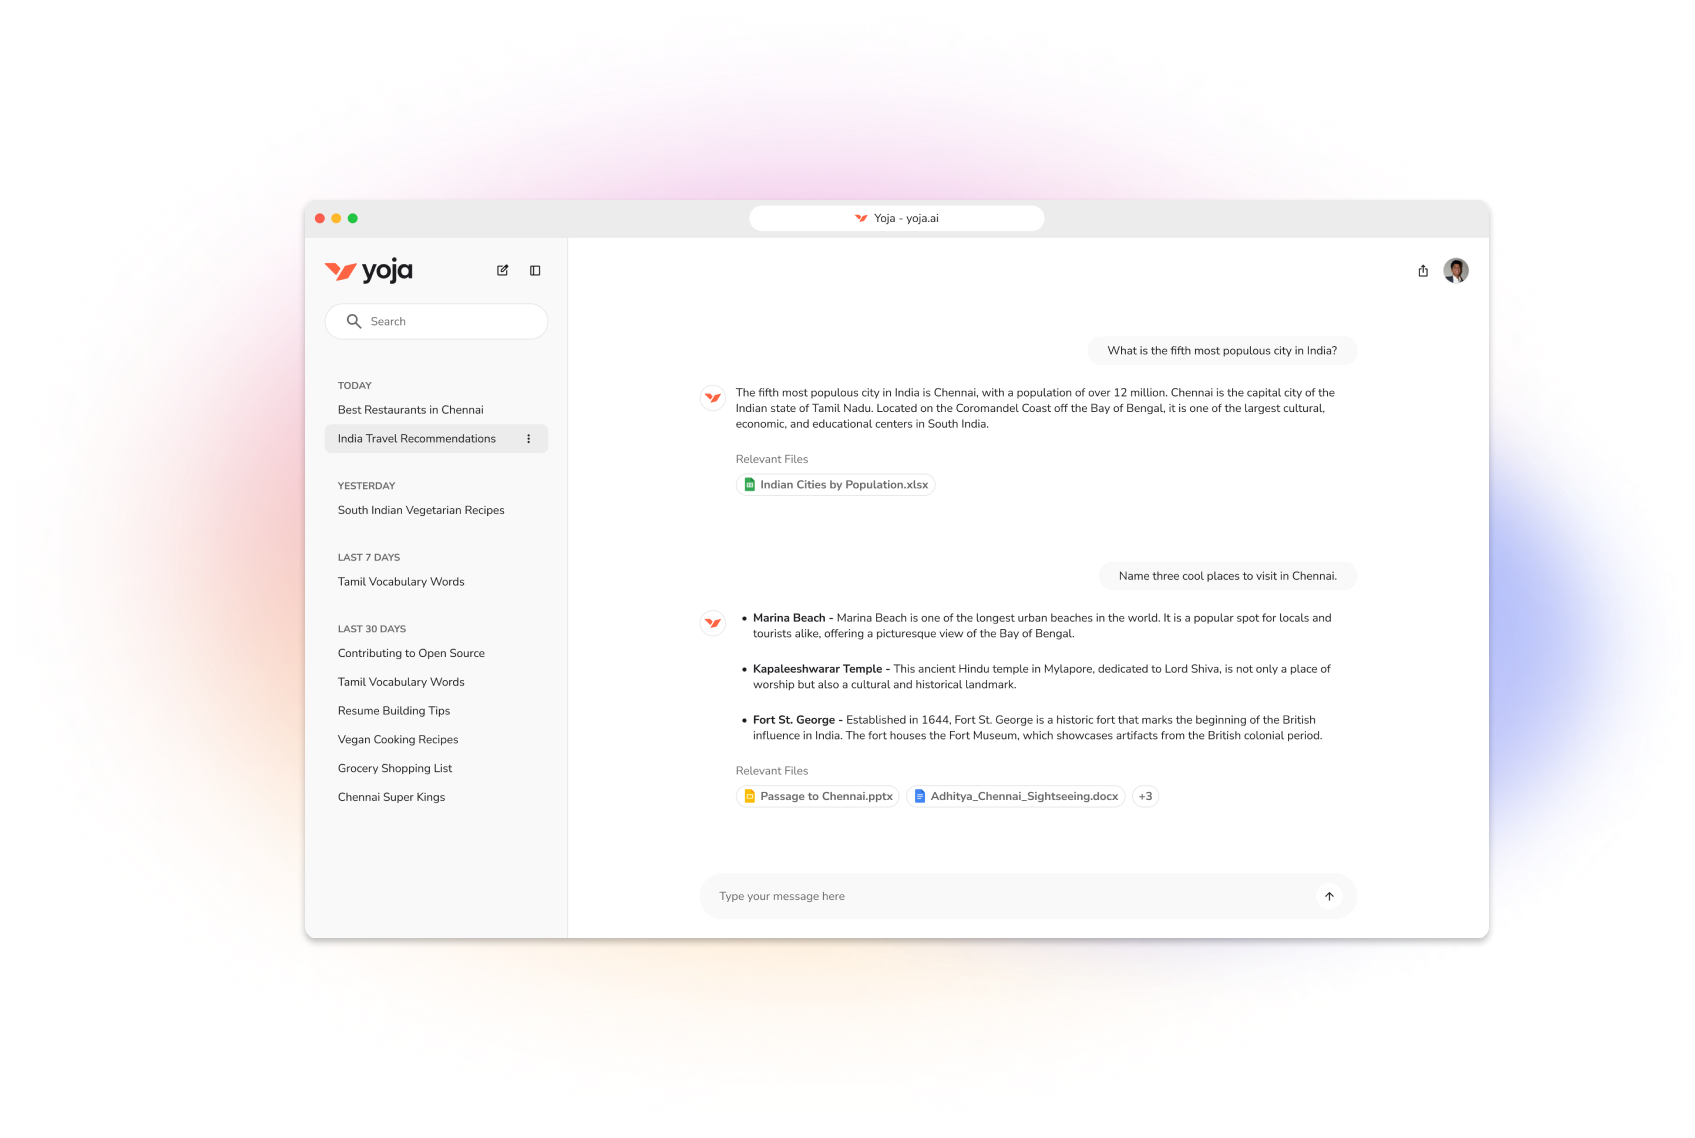 Yoja - yoja.ai
yoja
Search
TODAY
Best Restaurants in Chennai
India Travel Recommendations
YESTERDAY
South Indian Vegetarian Recipes
LAST 7 DAYS
Tamil Vocabulary Words
LAST 30 DAYS
Contributing to Open Source
Tamil Vocabulary Words
Resume Building Tips
Vegan Cooking Recipes
Grocery Shopping List
Chennai Super Kings
What is the fifth most populous city in India?
The fifth most populous city in India is Chennai, with a population of over 12 million. Chennai is the capital city of the
Indian state of Tamil Nadu. Located on the Coromandel Coast off the Bay of Bengal, it is one of the largest cultural,
economic, and educational centers in South India.
Relevant Files
Indian Cities by Population.xlsx
Name three cool places to visit in Chennai.
• Marina Beach - Marina Beach is one of the longest urban beaches in the world. It is a popular spot for locals and
tourists alike, offering a picturesque view of the Bay of Bengal.
• Kapaleeshwarar Temple - This ancient Hindu temple in Mylapore, dedicated to Lord Shiva, is not only a place of
worship but also a cultural and historical landmark.
• Fort St. George - Established in 1644, Fort St. George is a historic fort that marks the beginning of the British
influence in India. The fort houses the Fort Museum, which showcases artifacts from the British colonial period.
Relevant Files
Passage to Chennai.pptx Adhitya_Chennai_Sightseeing.docx +3
Type your message here